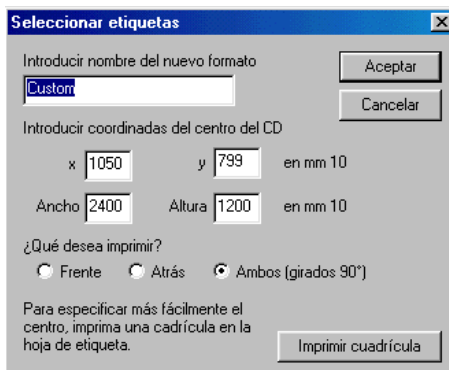 Seleccionar etiquetas
Introducir nombre del nuevo formato
Custom
Aceptar
Cancelar
Introducir coordinadas del centro del CD
x 1050 y 799 en mm 10
Ancho 2400 Altura 1200 en mm 10
¿Qué desea imprimir?
Frente Atrás Ambos (girados 90°)
Para especificar más fácilmente el
centro, imprima una cadrícula en la
hoja de etiqueta.
Imprimir cuadrícula